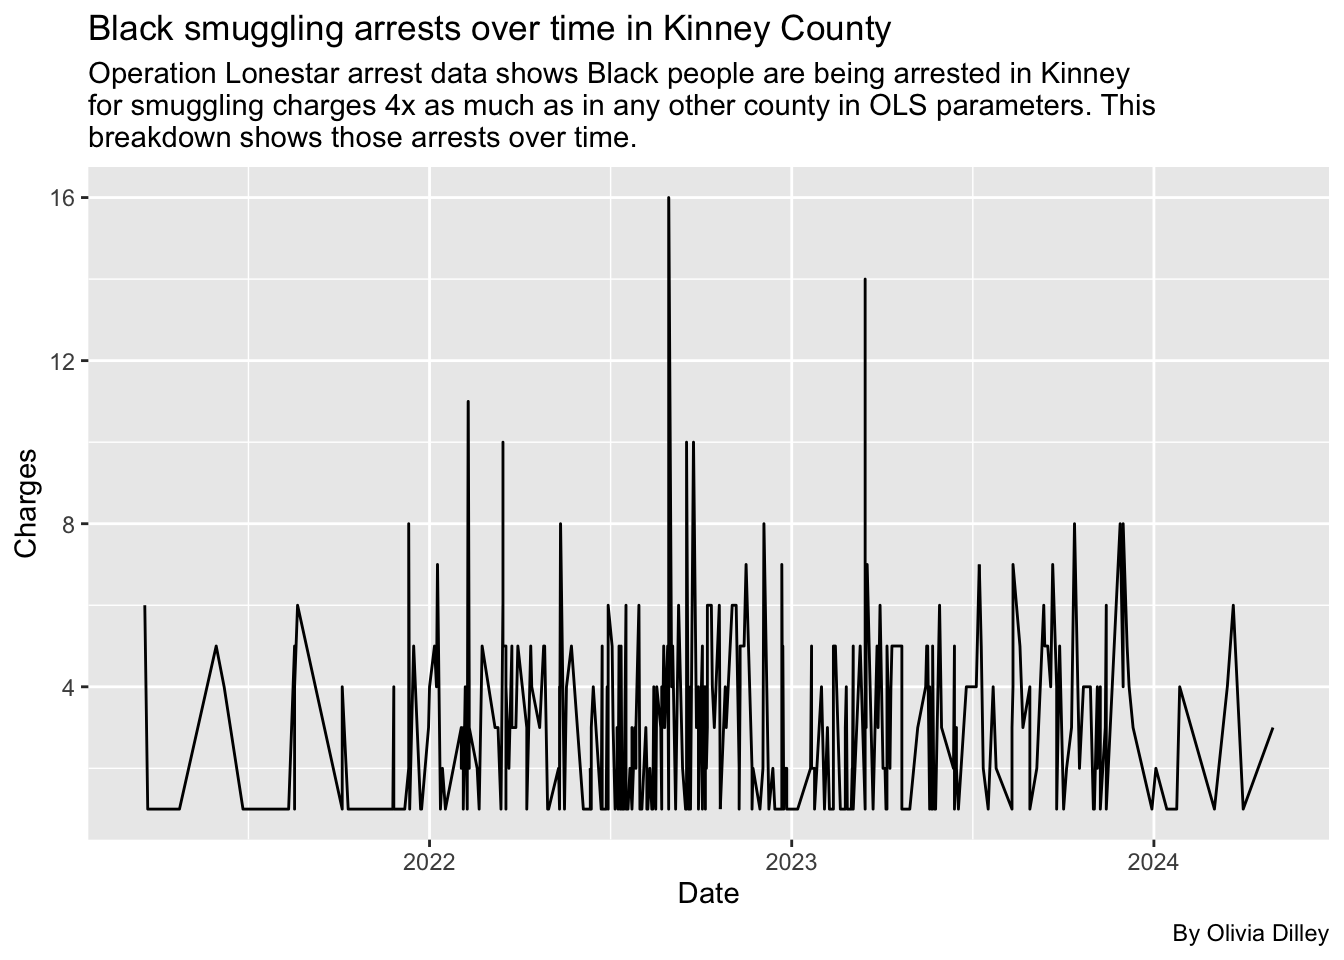 Black smuggling arrests over time in Kinney County
Operation Lonestar arrest data shows Black people are being arrested in Kinney
for smuggling charges 4x as much as in any other county in OLS parameters. This
breakdown shows those arrests over time.
16
12
8
4
Charges
2022
2023
2024
Date
By Olivia Dilley